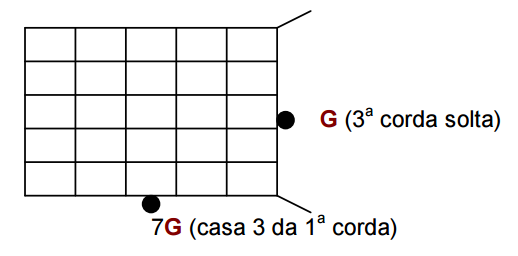 G (3ª corda solta)
7G (casa 3 da 1ª corda)